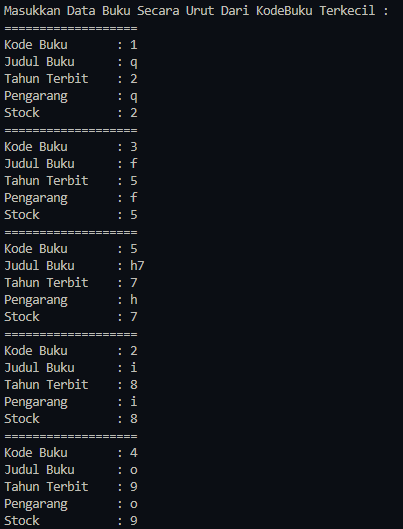 Masukkan Data Buku Secara Urut Dari KodeBuku Terkecil :
===================
Kode Buku : 1
Judul Buku : q
Tahun Terbit : 2
Pengarang : q
Stock : 2
===================
Kode Buku : 3
Judul Buku : f
Tahun Terbit : 5
Pengarang : f
Stock : 5
===================
Kode Buku : 5
Judul Buku : h7
Tahun Terbit : 7
Pengarang : h
Stock : 7
===================
Kode Buku : 2
Judul Buku : i
Tahun Terbit : 8
Pengarang : i
Stock : 8
===================
Kode Buku : 4
Judul Buku : o
Tahun Terbit : 9
Pengarang : o
Stock : 9